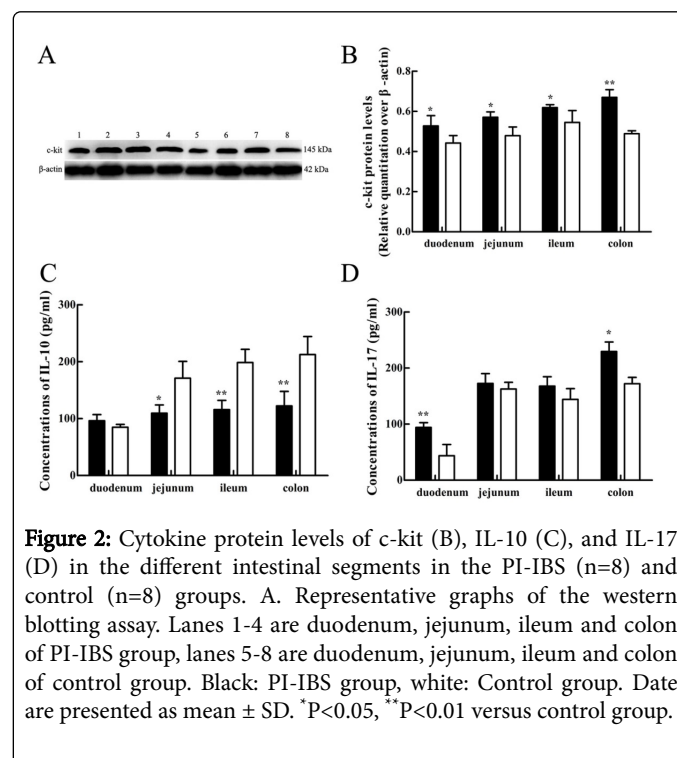 A
1 2 3 4 5 6 7 8
c-kit 145 kDa
β-actin 42 kDa
B
c-kit protein levels
(Relative quantitation over β -actin)
0.8
0.6
0.4
0.2
0.0
* * * **
duodenum jejunum ileum colon
C
Concentrations of IL-10 (pg/ml)
300
200
100
0
* ** **
duodenum jejunum ileum colon
D
Concentrations of IL-17 (pg/ml)
300
200
100
0
** *
duodenum jejunum ileum colon
Figure 2: Cytokine protein levels of c-kit (B), IL-10 (C), and IL-17
(D) in the different intestinal segments in the PI-IBS (n=8) and
control (n=8) groups. A. Representative graphs of the western
blotting assay. Lanes 1-4 are duodenum, jejunum, ileum and colon
of PI-IBS group, lanes 5-8 are duodenum, jejunum, ileum and colon
of control group. Black: PI-IBS group, white: Control group. Date
are presented as mean ± SD. *P<0.05, **P<0.01 versus control group.